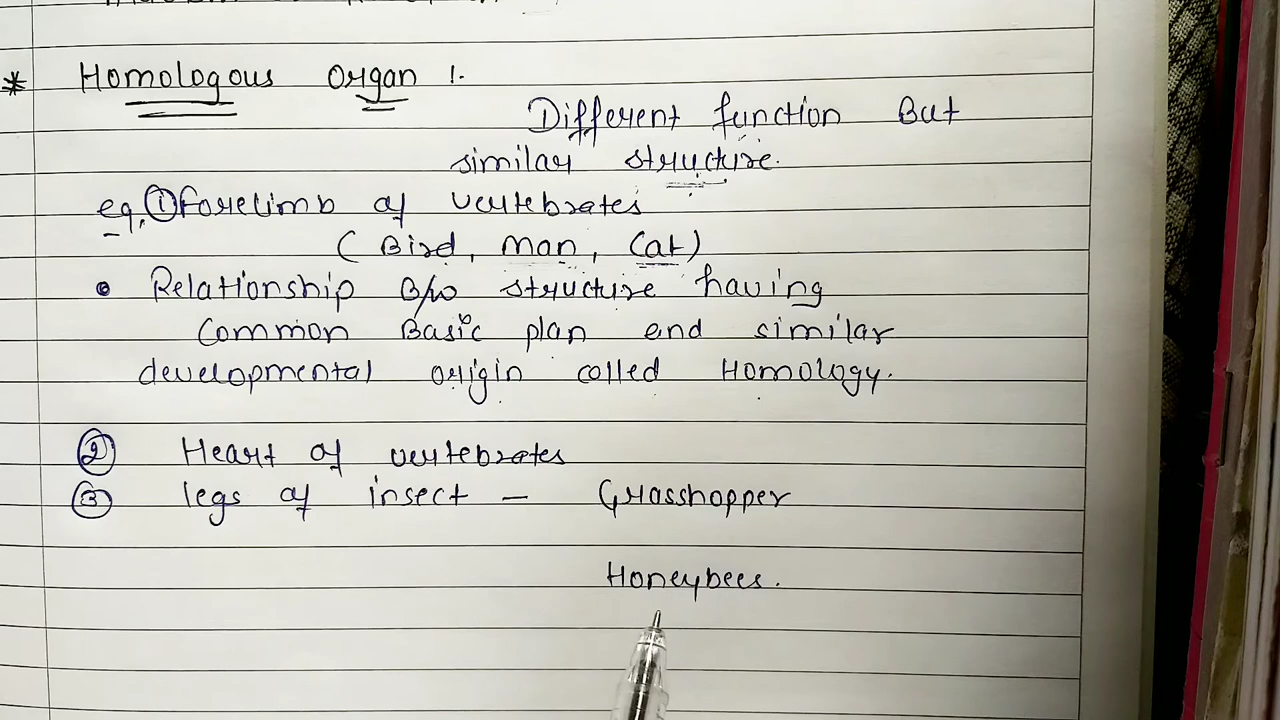 * Homologous Organ :-
Different function But
similar structure.
eg, ① Forelimb of vertebrates
( Bird, Man, Cat)
• Relationship B/w structure having
Common Basic plan end similar
developmental origin called Homology.
② Heart of vertebrates
③ legs of insect - Grasshopper
Honeybees.